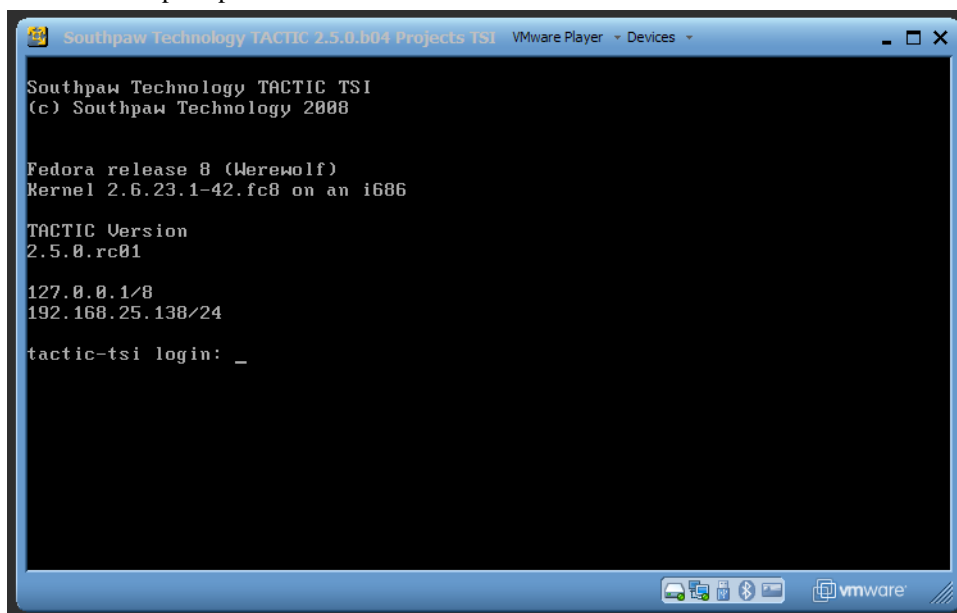 Southpaw Technology TACTIC 2.5.0.b04 Projects TSI VMware Player Devices
Southpaw Technology TACTIC TSI
(c) Southpaw Technology 2008
Fedora release 8 (Werewolf)
Kernel 2.6.23.1-42.fc8 on an i686
TACTIC Version
2.5.0.rc01
127.0.0.1/8
192.168.25.138/24
tactic-tsi login: _
vmware